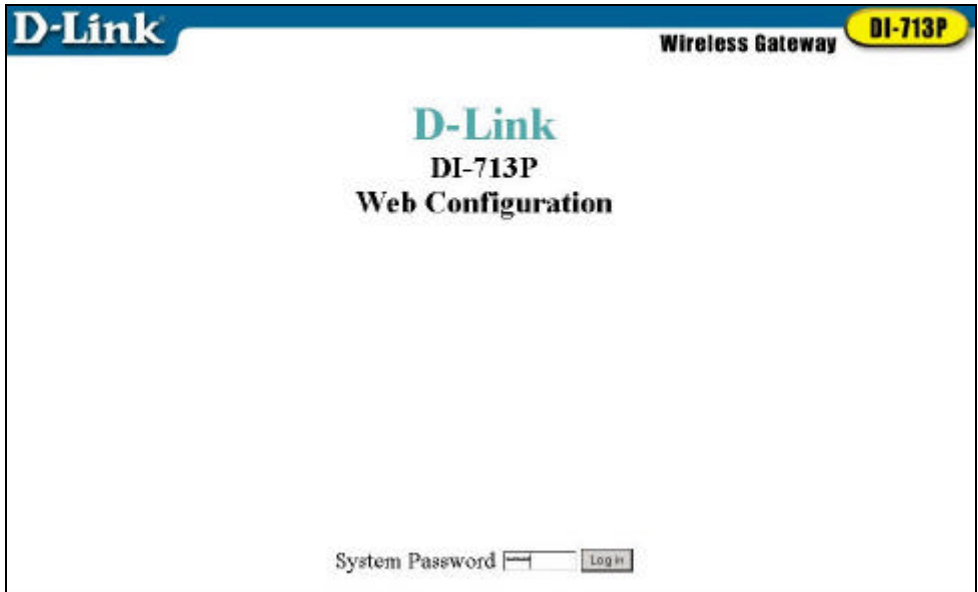 D-Link
Wireless Gateway
DI-713P
D-Link
DI-713P
Web Configuration
System Password
Log in